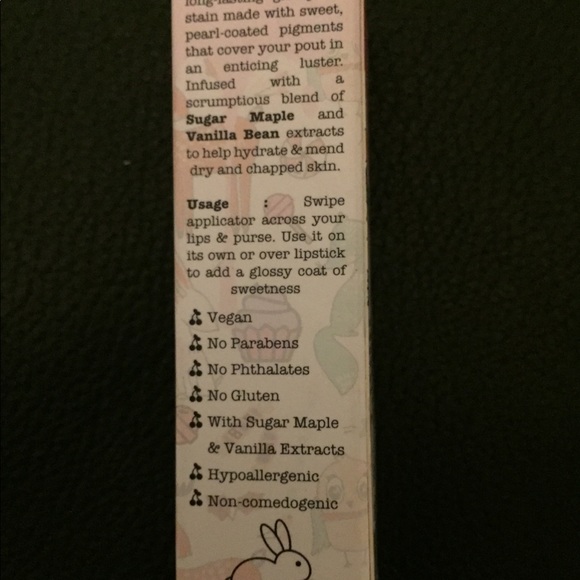 long-lasting
stain made with sweet,
pearl-coated pigments
that cover your pout in
an enticing luster.
Infused with a
scrumptious blend of
Sugar Maple and
Vanilla Bean extracts
to help hydrate & mend
dry and chapped skin.
Usage : Swipe
applicator across your
lips & purse. Use it on
its own or over lipstick
to add a glossy coat of
sweetness
Vegan
No Parabens
No Phthalates
No Gluten
With Sugar Maple
& Vanilla Extracts
Hypoallergenic
Non-comedogenic